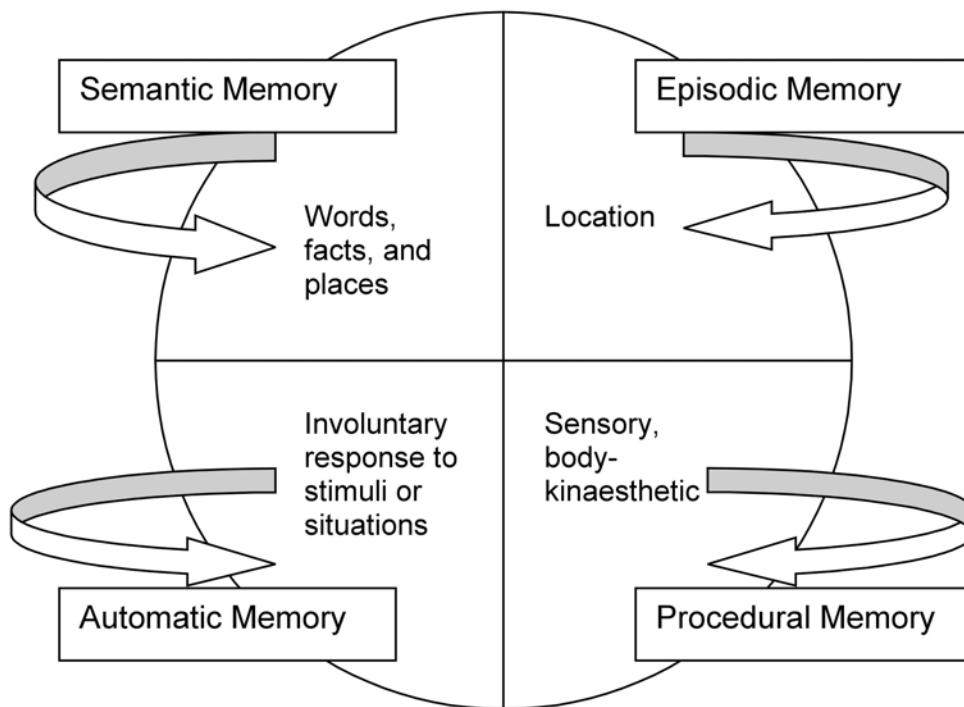 Semantic Memory
Episodic Memory
Words,
facts, and
places
Location
Involuntary
response to
stimuli or
situations
Sensory,
body-
kinaesthetic
Automatic Memory
Procedural Memory